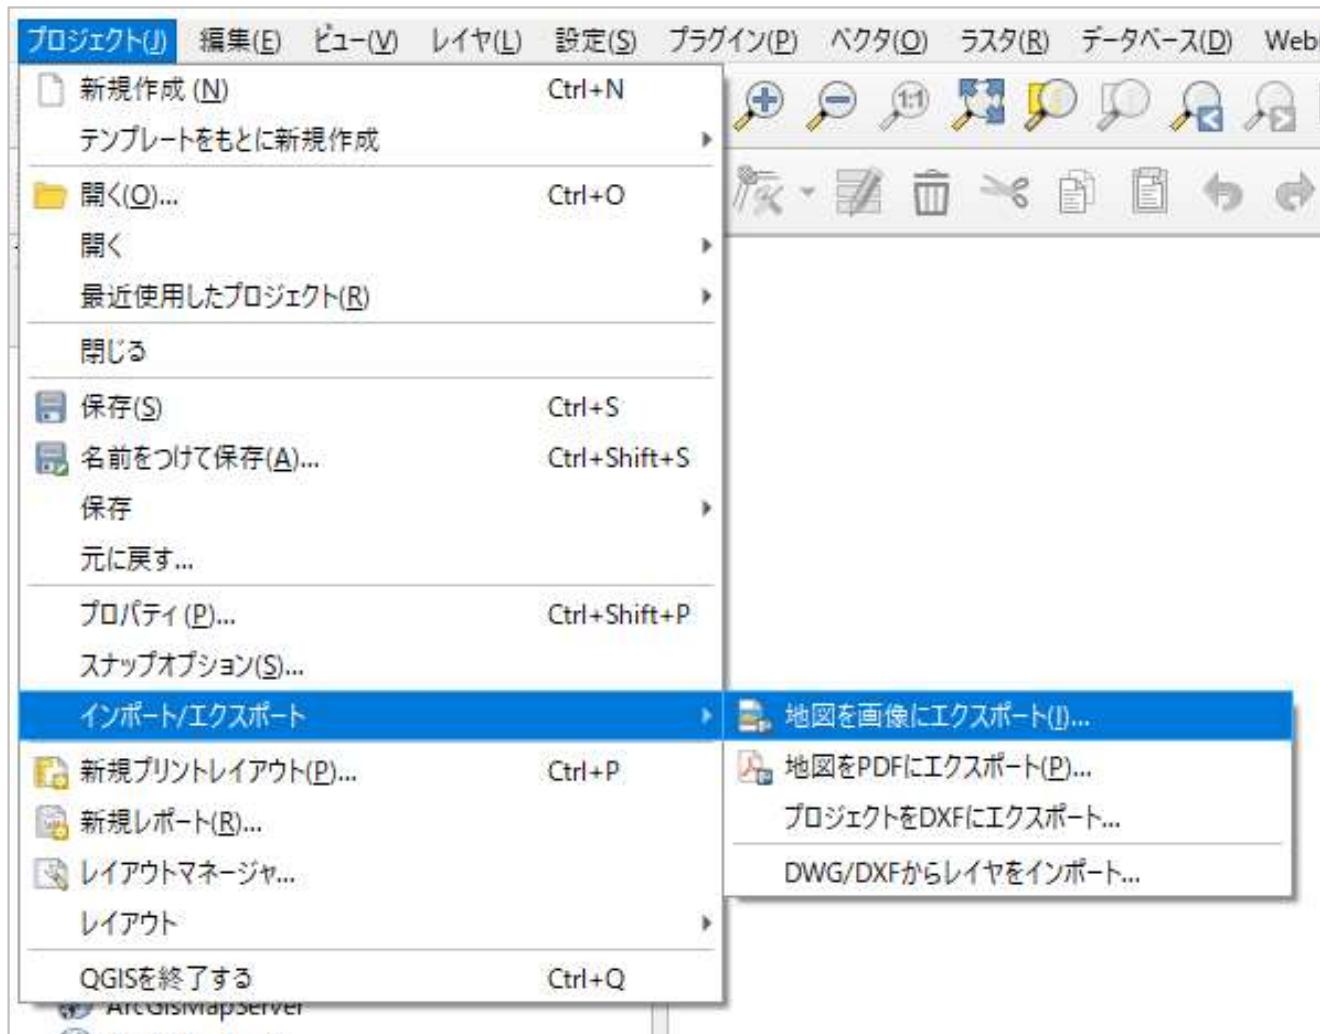 プロジェクト(J) 編集(E) ビュー(V) レイヤ(L) 設定(S) プラグイン(P) ベクタ(O) ラスタ(R) データベース(D) Web
新規作成 (N) Ctrl+N
1:1
テンプレートをもとに新規作成
開く(O)... Ctrl+O
開く
最近使用したプロジェクト(R)
閉じる
保存(S) Ctrl+S
名前をつけて保存(A)... Ctrl+Shift+S
保存
元に戻す...
プロパティ (P)... Ctrl+Shift+P
スナップオプション(S)...
インポート/エクスポート
地図を画像にエクスポート(I)...
新規プリントレイアウト(P)... Ctrl+P
地図をPDFにエクスポート(P)...
新規レポート(R)...
プロジェクトをDXFにエクスポート...
レイアウトマネージャ...
DWG/DXFからレイヤをインポート...
レイアウト
QGISを終了する Ctrl+Q
ArcGisMapServer